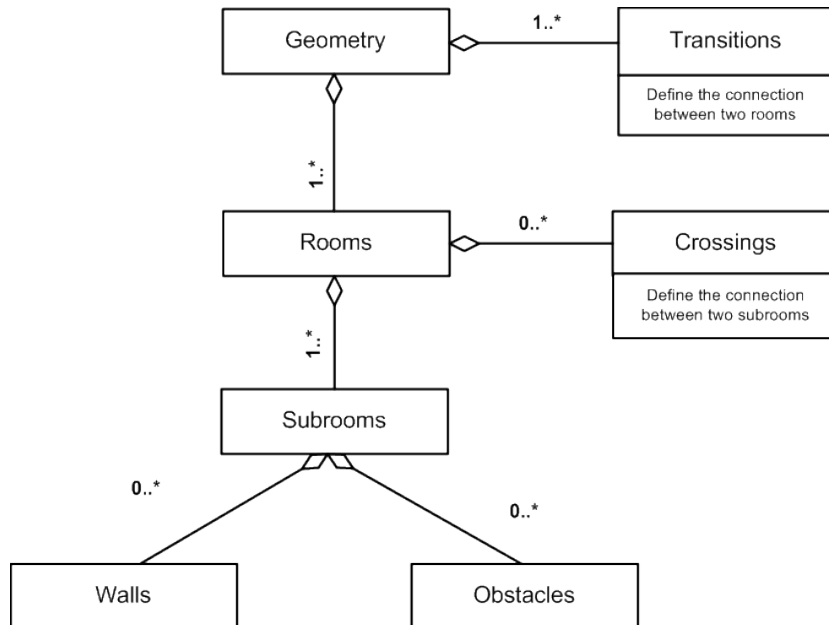 Geometry
1..*
Transitions
Define the connection
between two rooms
1..*
Rooms
0..*
Crossings
Define the connection
between two subrooms
1..*
Subrooms
0..*
0..*
Walls
Obstacles